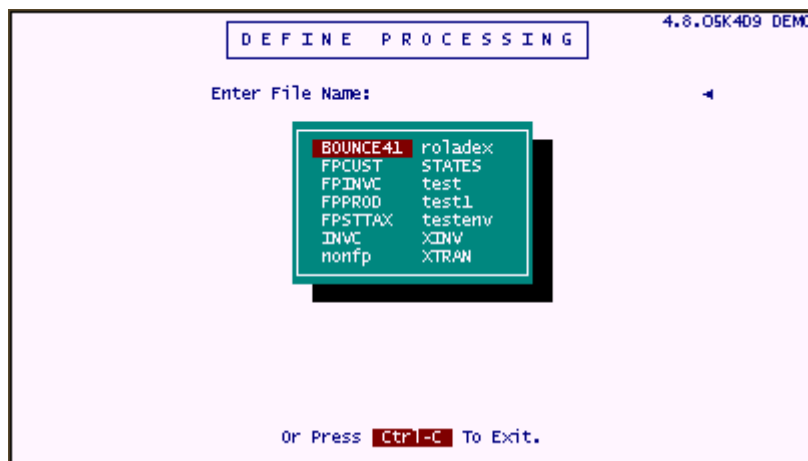 4.8.05K4D9 DEMO
D E F I N E   P R O C E S S I N G
Enter File Name:
BOUNCE41 roladex
FPCUST STATES
FPINVC test
FPPROD test1
FPSTTAX testenv
INVC XINV
nonfp XTRAN
Or Press Ctrl-C To Exit.